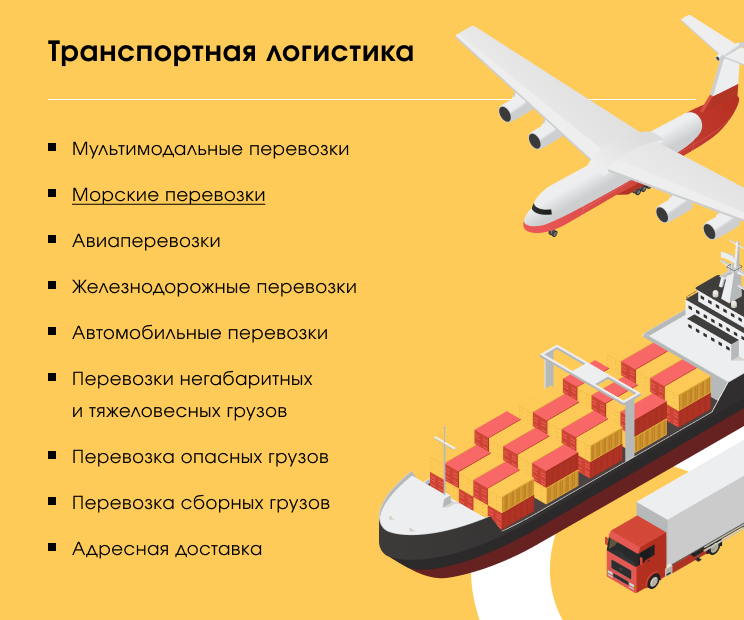 Транспортная логистика
Мультимодальные перевозки
Морские перевозки
Авиаперевозки
Железнодорожные перевозки
Автомобильные перевозки
Перевозки негабаритных
и тяжеловесных грузов
Перевозка опасных грузов
Перевозка сборных грузов
Адресная доставка